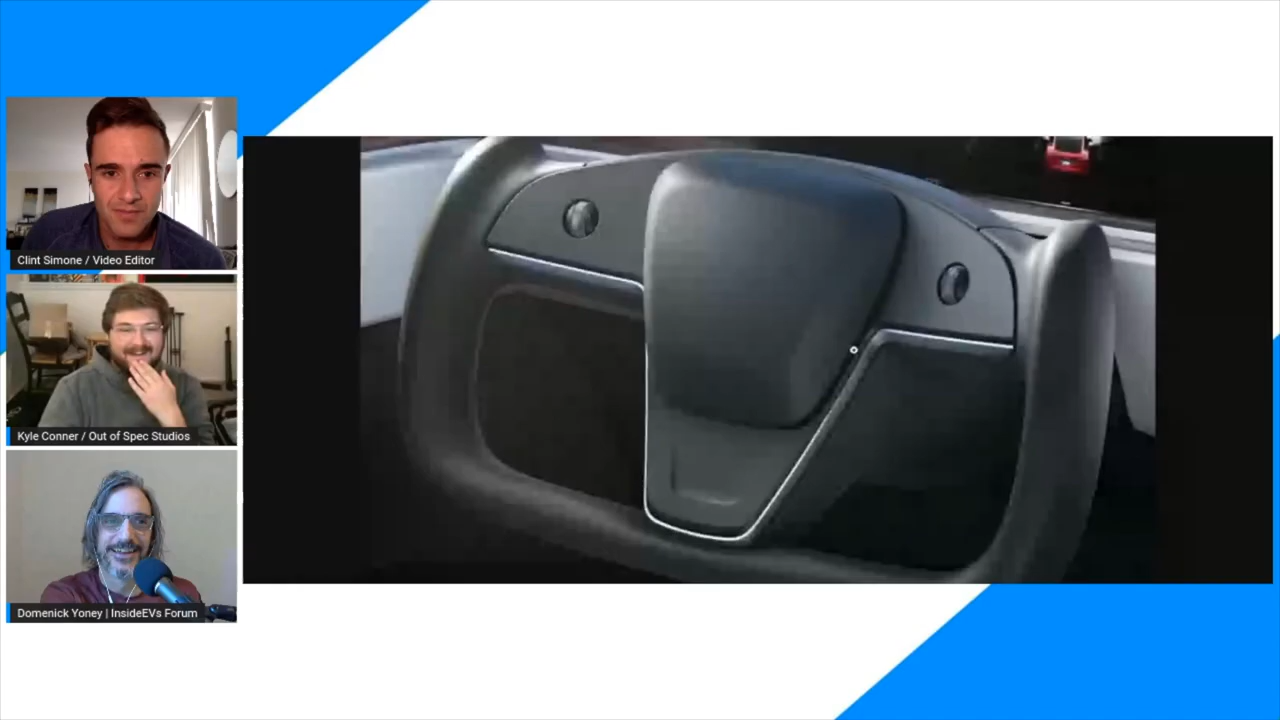 Clint Simone / Video Editor
Kyle Conner / Out of Spec Studios
Domenick Yoney | InsideEVs Forum